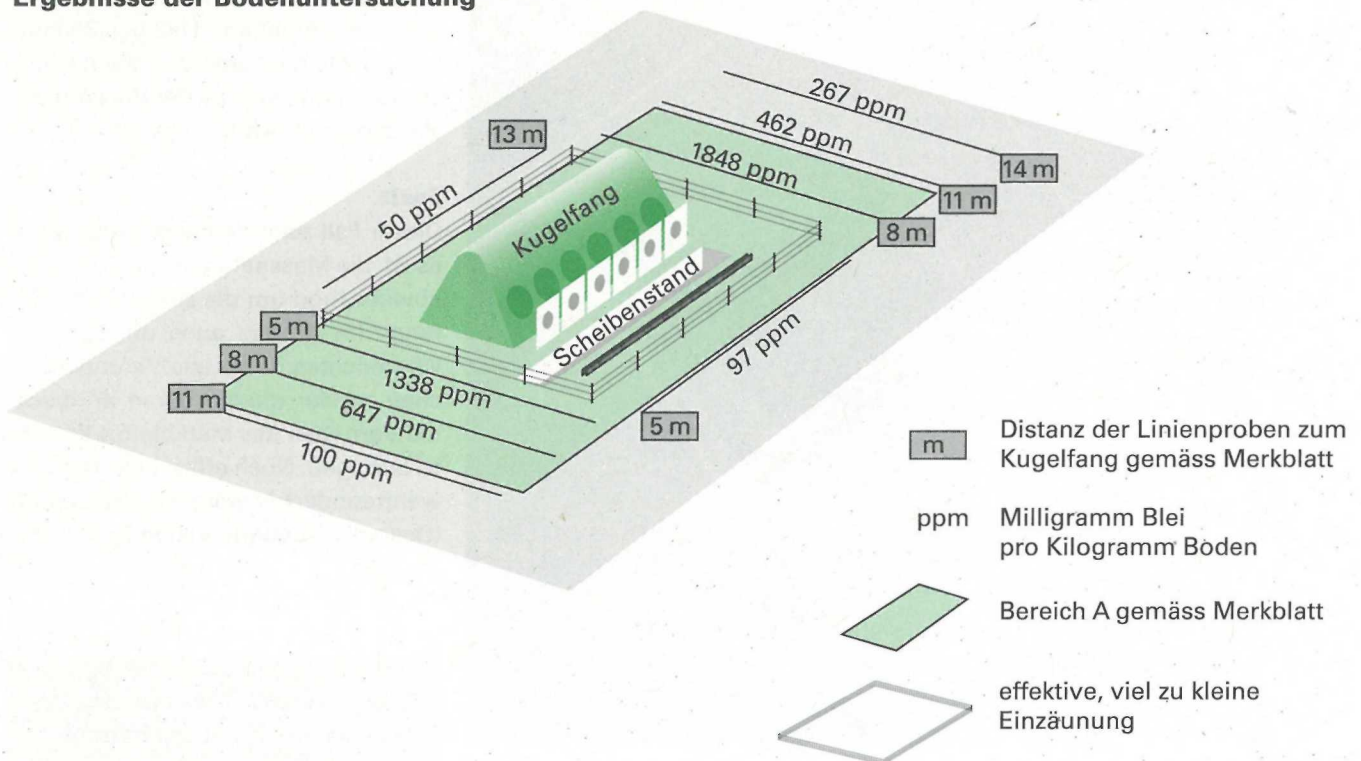 Ergebnisse der Bodenuntersuchung
267 ppm
462 ppm
1848 ppm
13 m
14 m
11 m
8 m
50 ppm
Kugelfang
Scheibenstand
5 m
8 m
11 m
1338 ppm
647 ppm
100 ppm
97 ppm
5 m
m
Distanz der Linienproben zum
Kugelfang gemäss Merkblatt
ppm
Milligramm Blei
pro Kilogramm Boden
Bereich A gemäss Merkblatt
effektive, viel zu kleine
Einzäunung